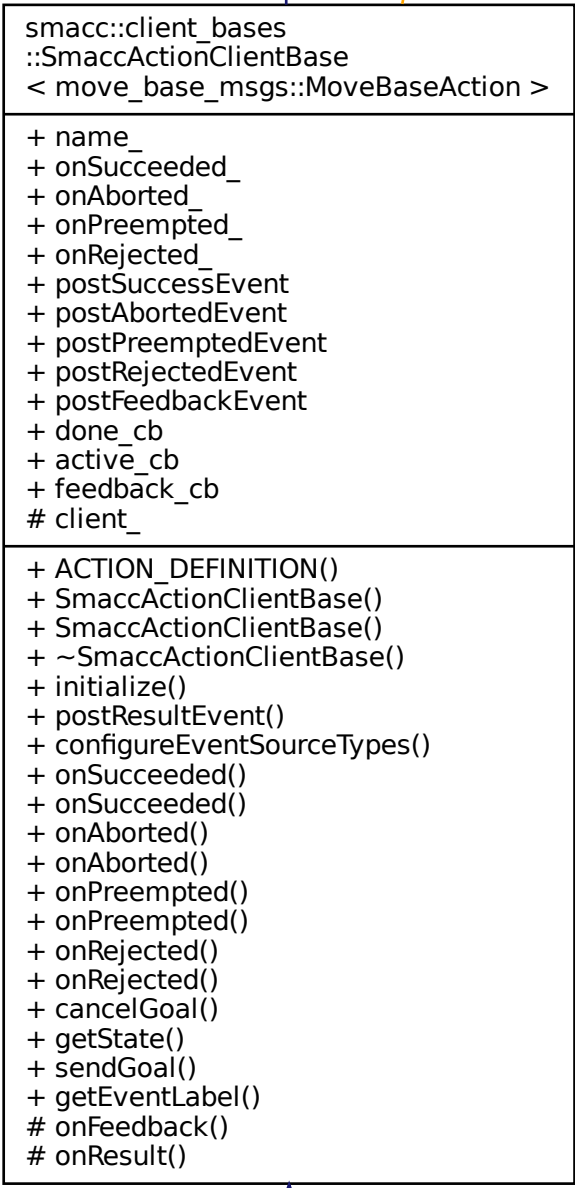 smacc::client_bases
::SmaccActionClientBase
< move_base_msgs::MoveBaseAction >
+ name_
+ onSucceeded_
+ onAborted_
+ onPreempted_
+ onRejected_
+ postSuccessEvent
+ postAbortedEvent
+ postPreemptedEvent
+ postRejectedEvent
+ postFeedbackEvent
+ done_cb
+ active_cb
+ feedback_cb
# client_
+ ACTION_DEFINITION()
+ SmaccActionClientBase()
+ SmaccActionClientBase()
+ ~SmaccActionClientBase()
+ initialize()
+ postResultEvent()
+ configureEventSourceTypes()
+ onSucceeded()
+ onSucceeded()
+ onAborted()
+ onAborted()
+ onPreempted()
+ onPreempted()
+ onRejected()
+ onRejected()
+ cancelGoal()
+ getState()
+ sendGoal()
+ getEventLabel()
# onFeedback()
# onResult()